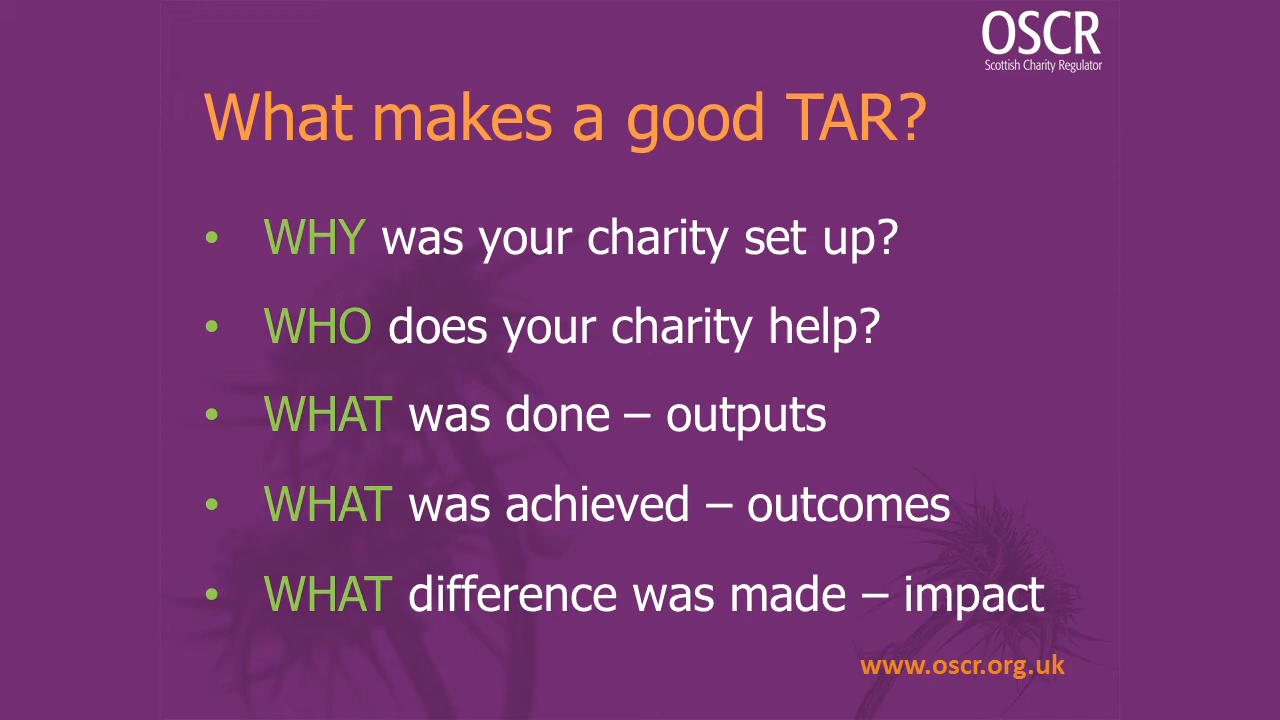 OSCR
Scottish Charity Regulator
What makes a good TAR?
• WHY was your charity set up?
• WHO does your charity help?
• WHAT was done – outputs
• WHAT was achieved – outcomes
• WHAT difference was made – impact
www.oscr.org.uk